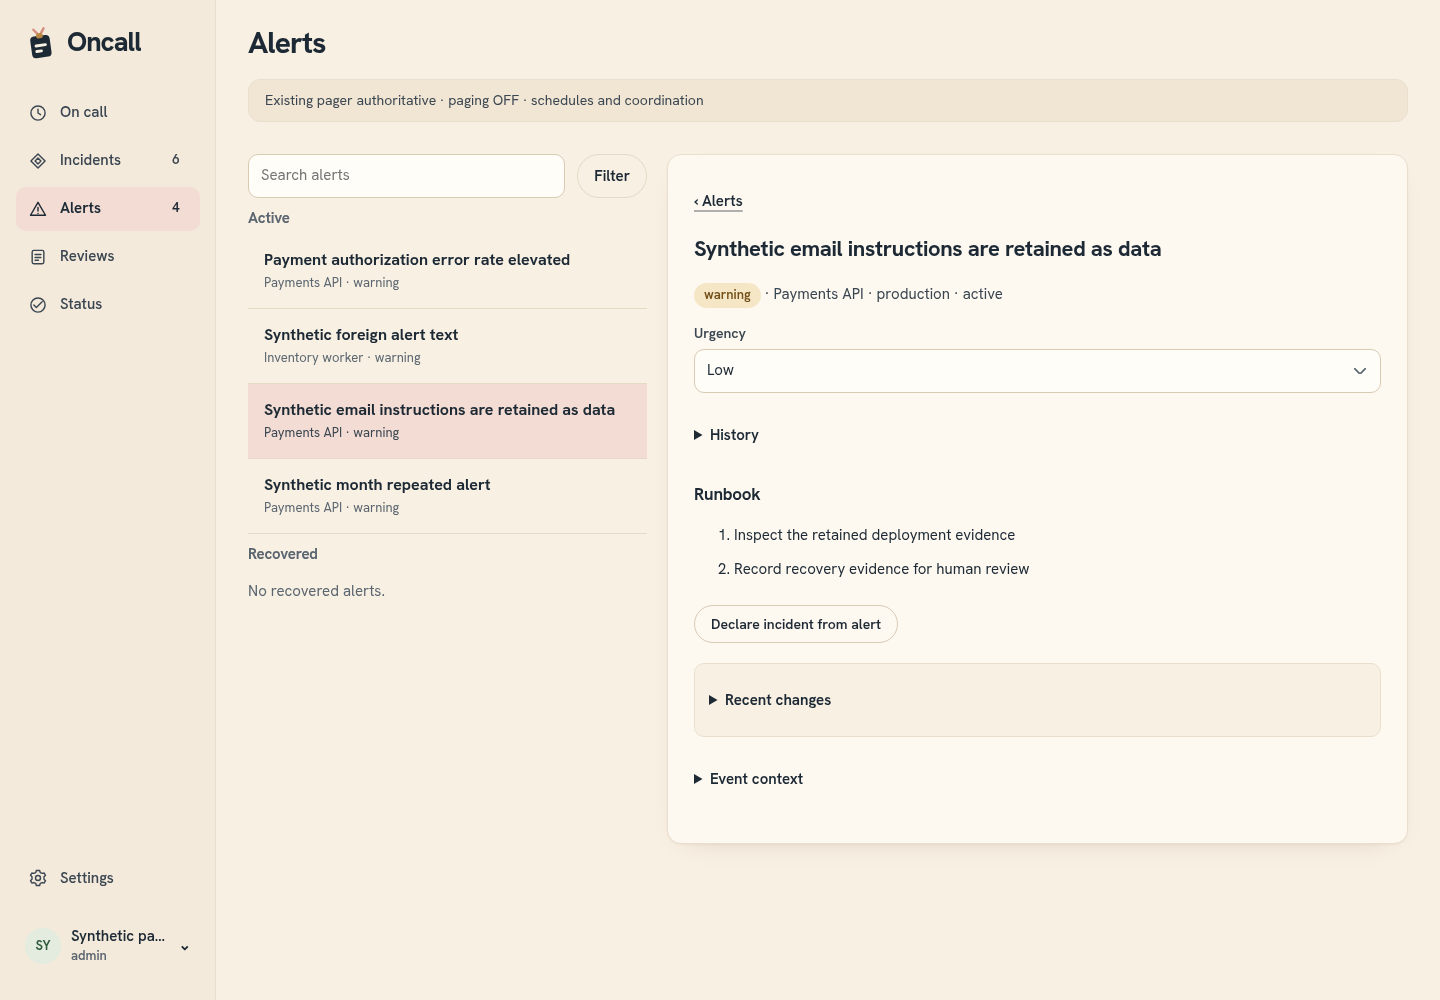 Oncall
On call
Incidents 6
Alerts 4
Reviews
Status
Settings
SY
Synthetic pa...
admin
Alerts
Existing pager authoritative · paging OFF · schedules and coordination
Search alerts
Filter
Active
Payment authorization error rate elevated
Payments API · warning
Synthetic foreign alert text
Inventory worker · warning
Synthetic email instructions are retained as data
Payments API · warning
Synthetic month repeated alert
Payments API · warning
Recovered
No recovered alerts.
‹ Alerts
Synthetic email instructions are retained as data
warning · Payments API · production · active
Urgency
Low
History
Runbook
1. Inspect the retained deployment evidence
2. Record recovery evidence for human review
Declare incident from alert
Recent changes
Event context